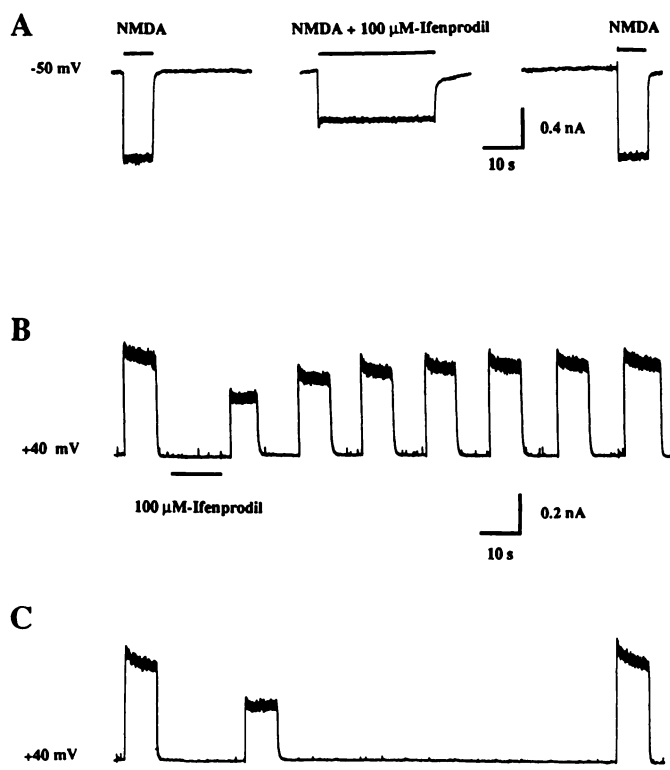 A
NMDA
NMDA + 100 μM-Ifenprodil
NMDA
-50 mV
0.4 nA
10 s
B
+40 mV
100 μM-Ifenprodil
0.2 nA
10 s
C
+40 mV